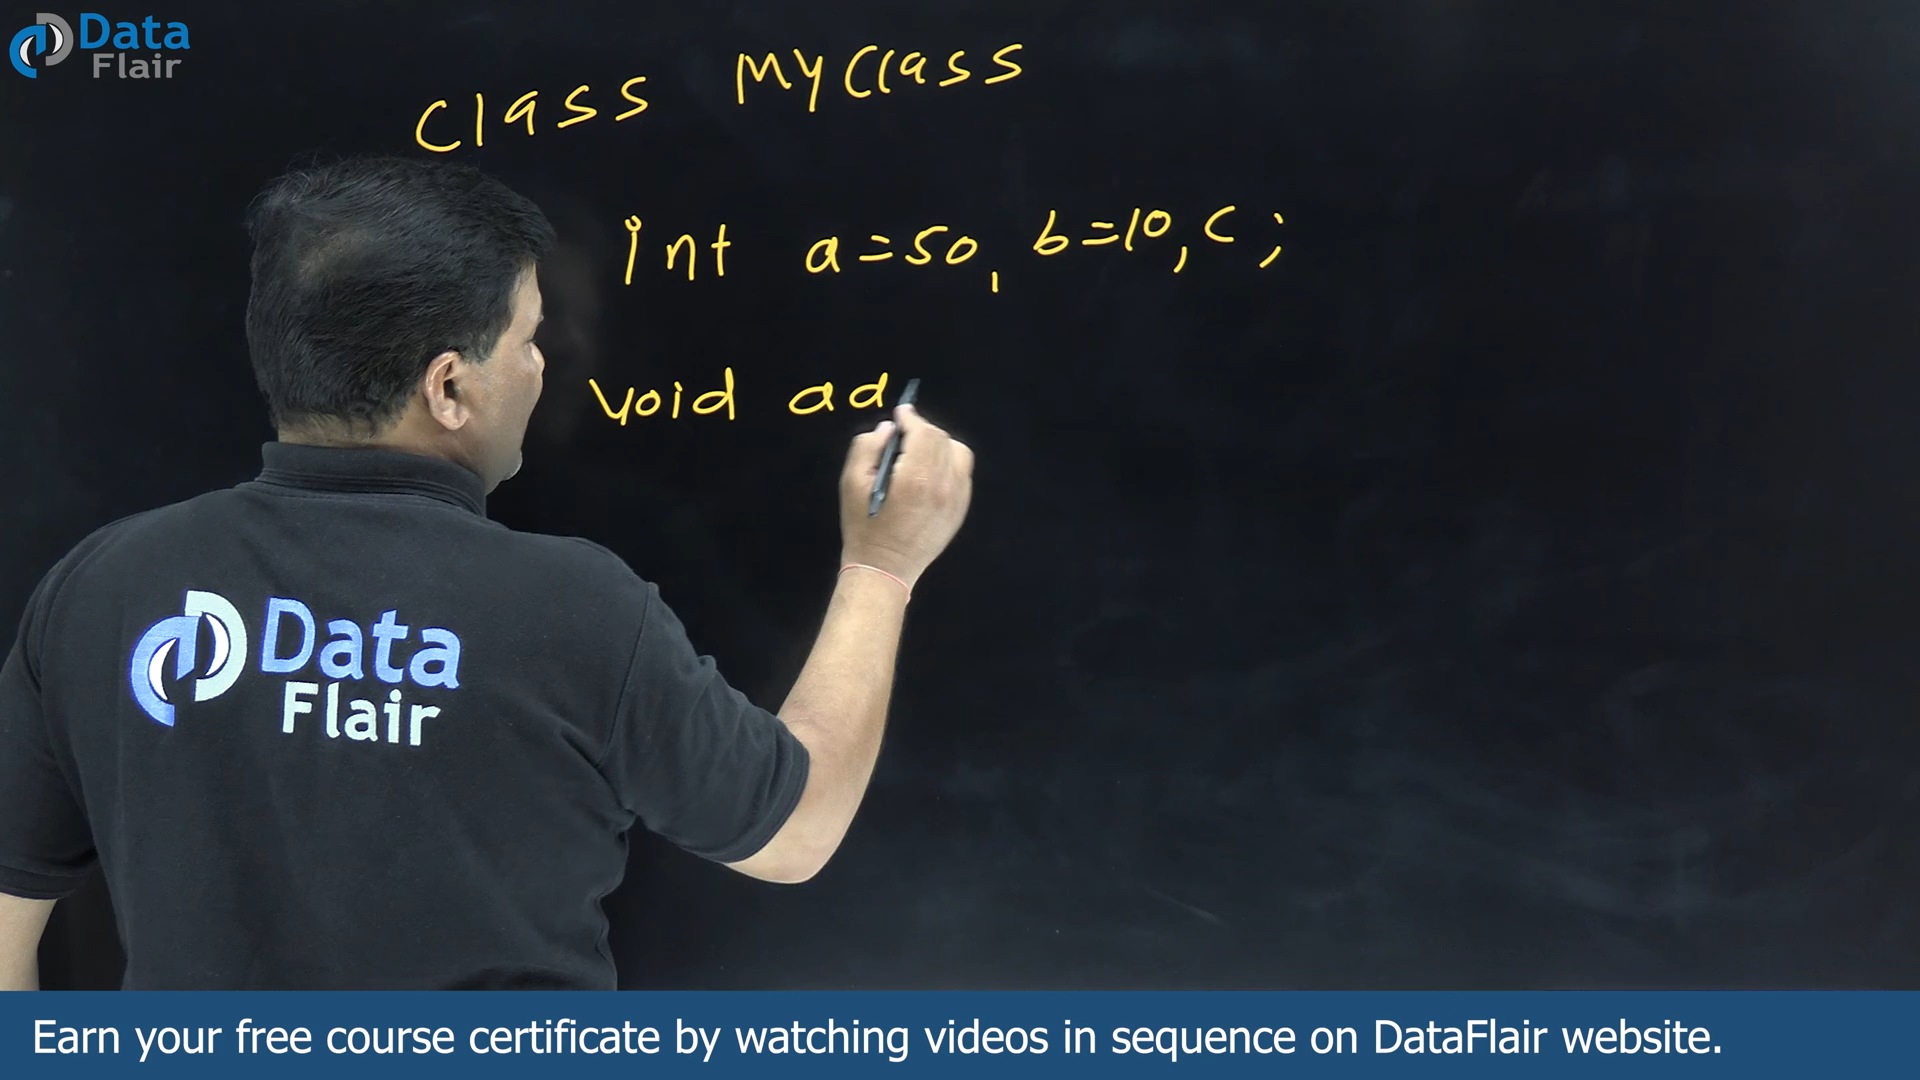 Data
Flair
Class MyClass
int a=50, b=10, c;
void ad
Data
Flair
Earn your free course certificate by watching videos in sequence on DataFlair website.